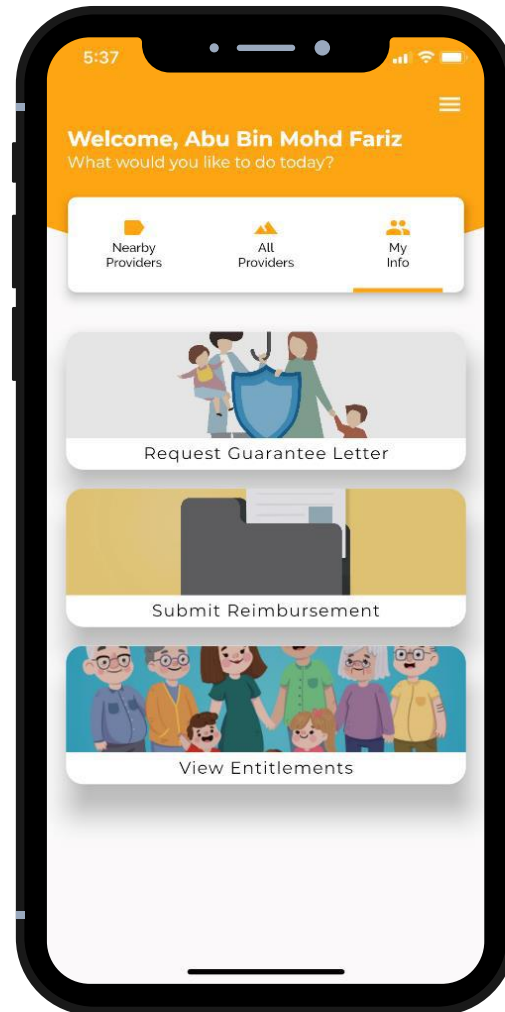 5:37
Welcome, Abu Bin Mohd Fariz
What would you like to do today?
Nearby
Providers
All
Providers
My
Info
Request Guarantee Letter
Submit Reimbursement
View Entitlements